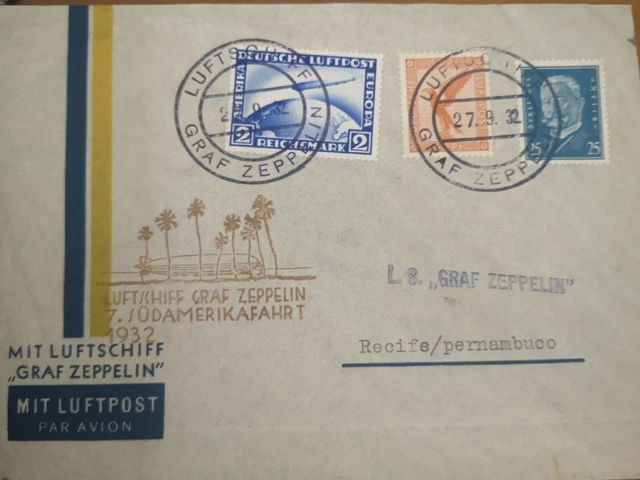 LUFTSCHIFF
2 . 9. 32
GRAF ZEPPELIN
DEUTSCHE LUFTPOST
AMERIKA
EUROPA
2 REICHSMARK 2
LUFTSCHIFF
27. 9. 32
GRAF ZEPPELIN
25 25
LUFTSCHIFF GRAF ZEPPELIN
7. SÜDAMERIKAFAHRT
1932
L. S. „GRAF ZEPPELIN"
Recife/pernambuco
MIT LUFTSCHIFF
„GRAF ZEPPELIN"
MIT LUFTPOST
PAR AVION